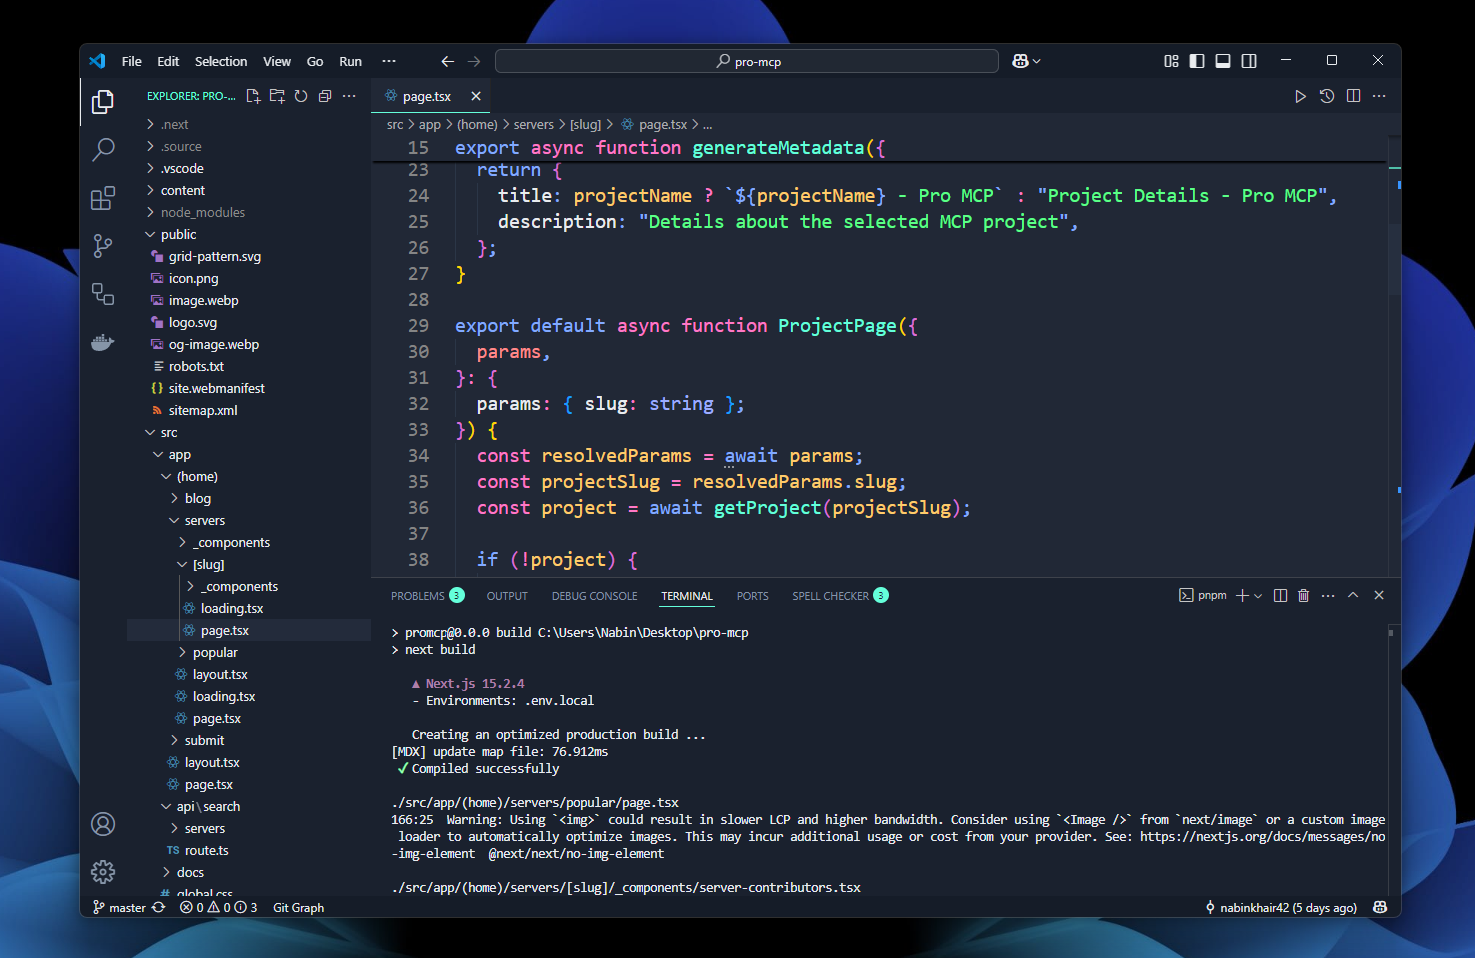 File Edit Selection View Go Run ··· pro-mcp
EXPLORER: PRO-...
.next
.source
.vscode
content
node_modules
public
grid-pattern.svg
icon.png
image.webp
logo.svg
og-image.webp
robots.txt
site.webmanifest
sitemap.xml
src
app
(home)
blog
servers
_components
[slug]
_components
loading.tsx
page.tsx
popular
layout.tsx
loading.tsx
page.tsx
submit
layout.tsx
page.tsx
api\search
servers
TS route.ts
docs
# global.css
page.tsx
src > app > (home) > servers > [slug] > page.tsx > ...
15 export async function generateMetadata({
23 return {
24 title: projectName ? `${projectName} - Pro MCP` : "Project Details - Pro MCP",
25 description: "Details about the selected MCP project",
26 };
27 }
28
29 export default async function ProjectPage({
30 params,
31 }: {
32 params: { slug: string };
33 }) {
34 const resolvedParams = await params;
35 const projectSlug = resolvedParams.slug;
36 const project = await getProject(projectSlug);
37
38 if (!project) {
PROBLEMS 3 OUTPUT DEBUG CONSOLE TERMINAL PORTS SPELL CHECKER 3 pnpm
> promcp@0.0.0 build C:\Users\Nabin\Desktop\pro-mcp
> next build
▲ Next.js 15.2.4
- Environments: .env.local
Creating an optimized production build ...
[MDX] update map file: 76.912ms
✓ Compiled successfully
./src/app/(home)/servers/popular/page.tsx
166:25 Warning: Using `<img>` could result in slower LCP and higher bandwidth. Consider using `<Image />` from `next/image` or a custom image
loader to automatically optimize images. This may incur additional usage or cost from your provider. See: https://nextjs.org/docs/messages/no
-img-element @next/next/no-img-element
./src/app/(home)/servers/[slug]/_components/server-contributors.tsx
master 0 0 3 Git Graph nabinkhair42 (5 days ago)